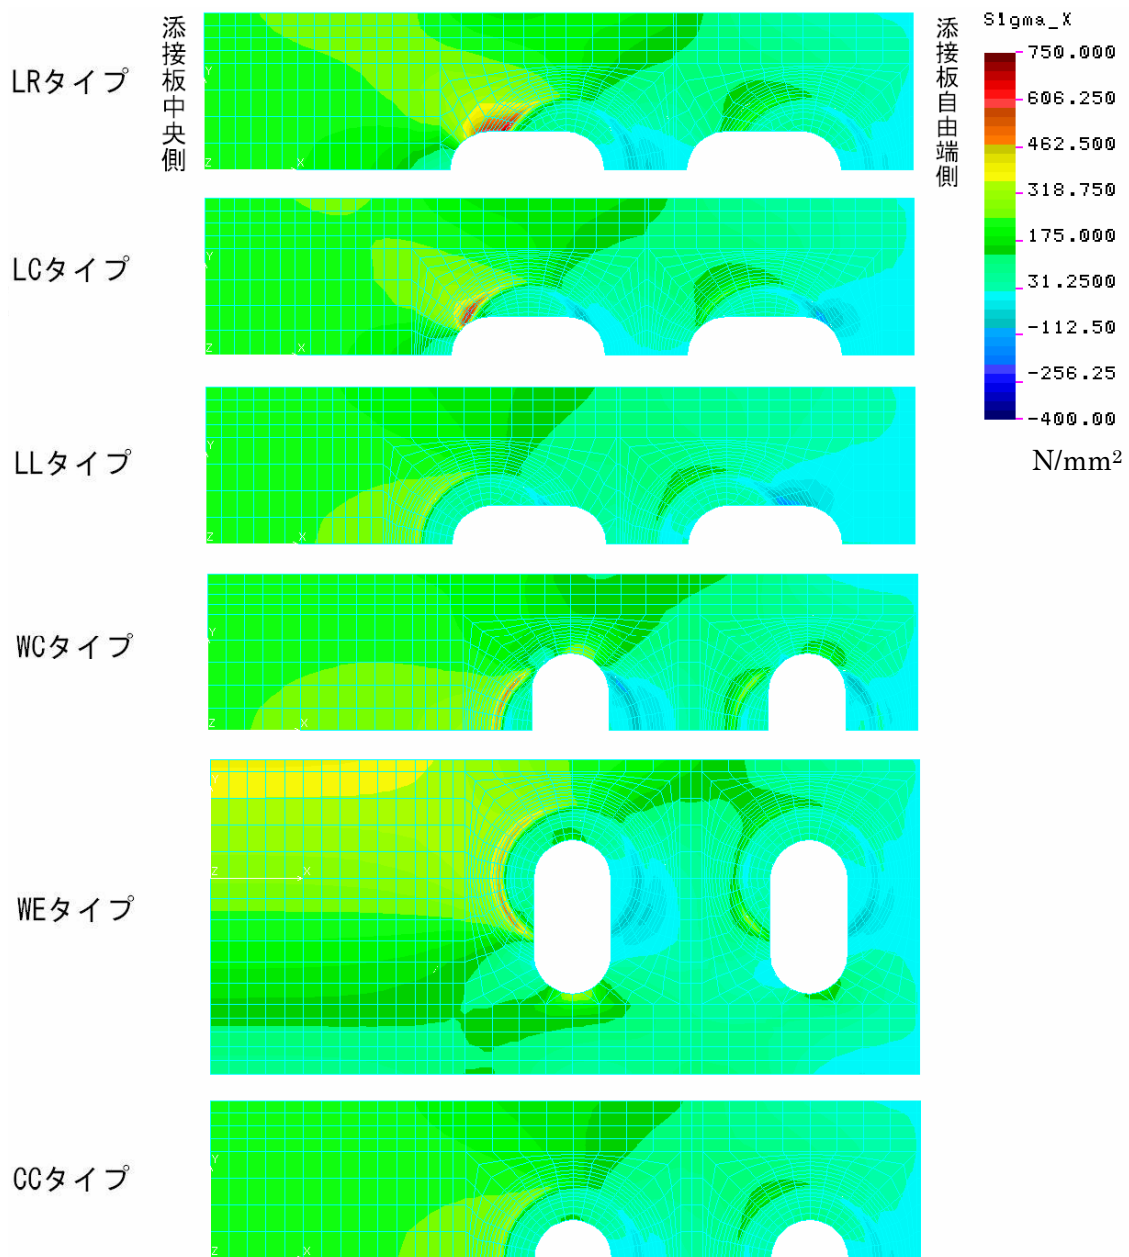 LRタイプ
添接板中央側
添接板自由端側
Sigma_X
750.000
606.250
462.500
318.750
175.000
31.2500
-112.50
-256.25
-400.00
N/mm²
Y
Z
X
LCタイプ
Y
Z
X
LLタイプ
Y
Z
X
WCタイプ
Y
Z
X
WEタイプ
Y
Z
X
CCタイプ
Y
Z
X